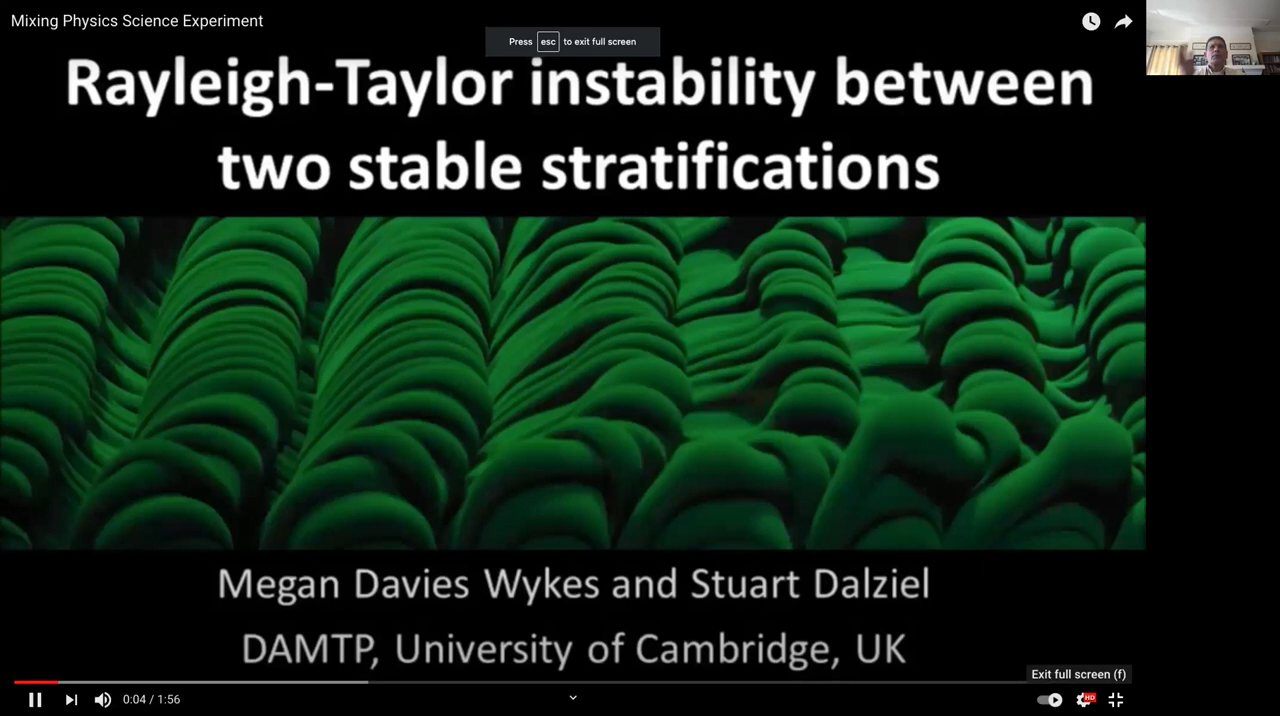 Mixing Physics Science Experiment
Press esc to exit full screen
Rayleigh-Taylor instability between
two stable stratifications
Megan Davies Wykes and Stuart Dalziel
DAMTP, University of Cambridge, UK
Exit full screen (f)
0:04 / 1:56
HD